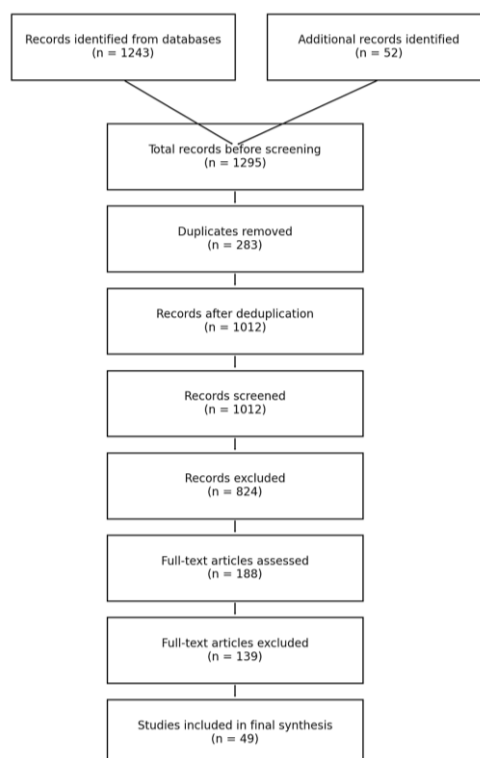 Records identified from databases
(n = 1243)
Additional records identified
(n = 52)
Total records before screening
(n = 1295)
Duplicates removed
(n = 283)
Records after deduplication
(n = 1012)
Records screened
(n = 1012)
Records excluded
(n = 824)
Full-text articles assessed
(n = 188)
Full-text articles excluded
(n = 139)
Studies included in final synthesis
(n = 49)